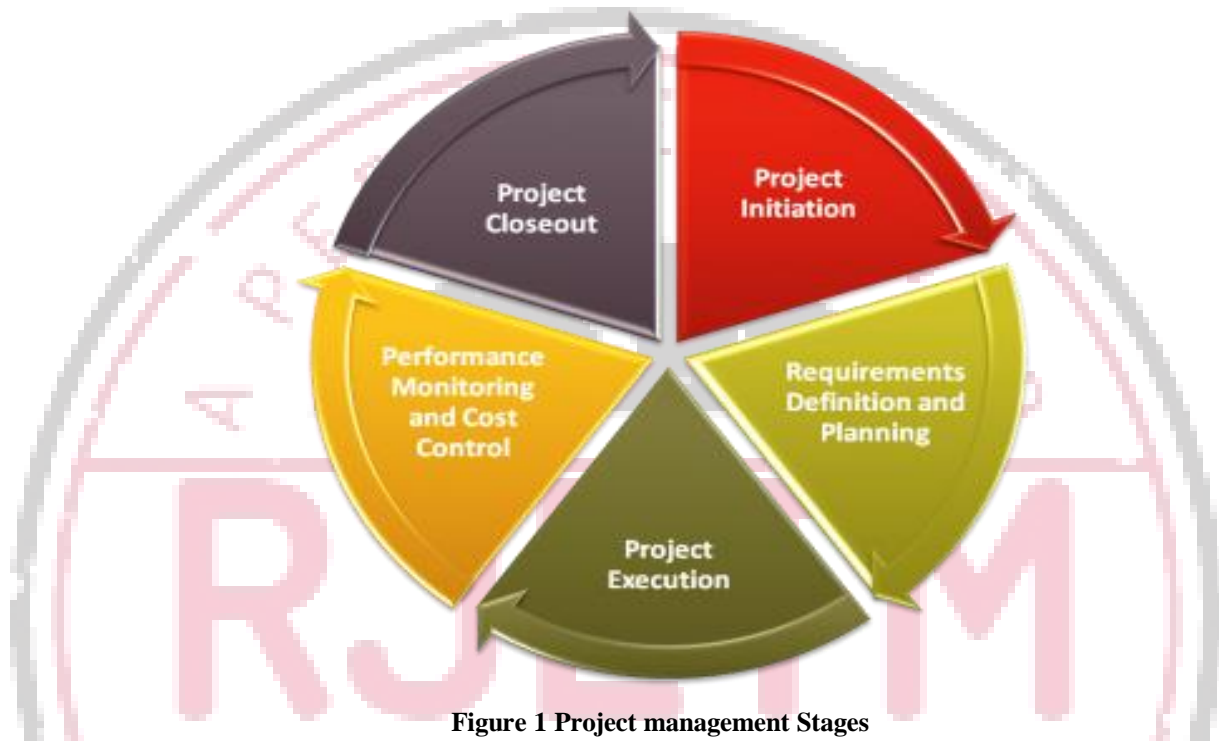 Project
Initiation
Requirements
Definition and
Planning
Project
Execution
Performance
Monitoring
and Cost
Control
Project
Closeout
RJETM
Figure 1 Project management Stages